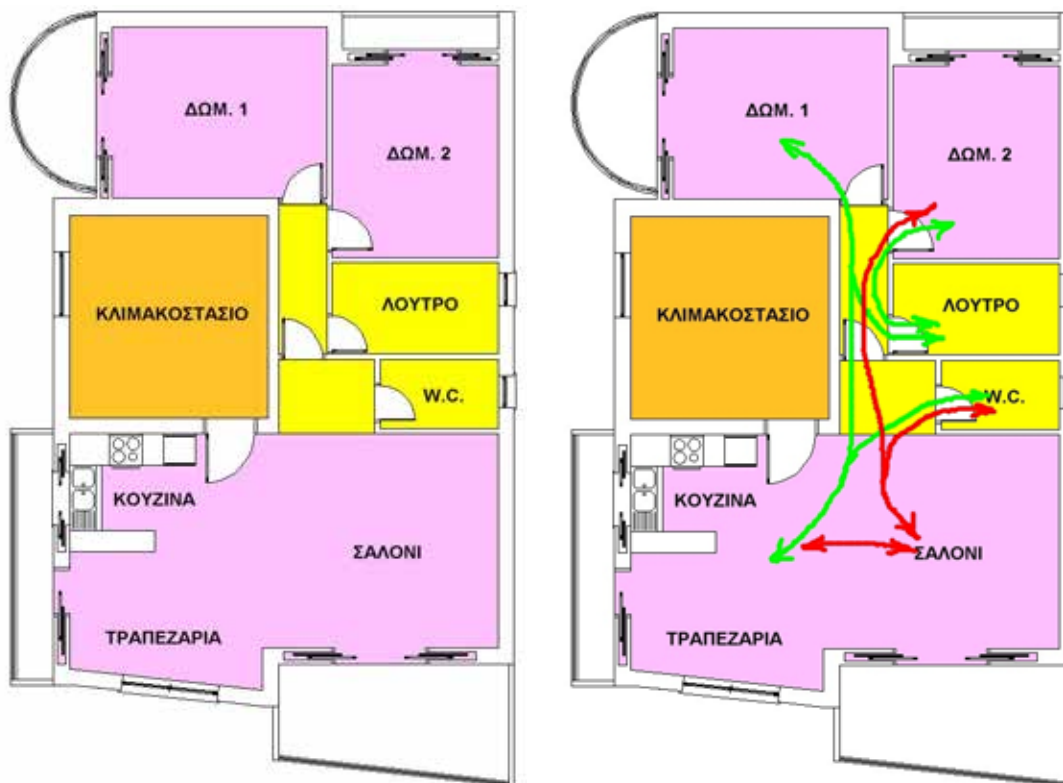 ΔΩΜ. 1
ΔΩΜ. 2
ΚΛΙΜΑΚΟΣΤΑΣΙΟ
ΛΟΥΤΡΟ
W.C.
ΚΟΥΖΙΝΑ
ΣΑΛΟΝΙ
ΤΡΑΠΕΖΑΡΙΑ
ΔΩΜ. 1
ΔΩΜ. 2
ΚΛΙΜΑΚΟΣΤΑΣΙΟ
ΛΟΥΤΡΟ
W.C.
ΚΟΥΖΙΝΑ
ΣΑΛΟΝΙ
ΤΡΑΠΕΖΑΡΙΑ